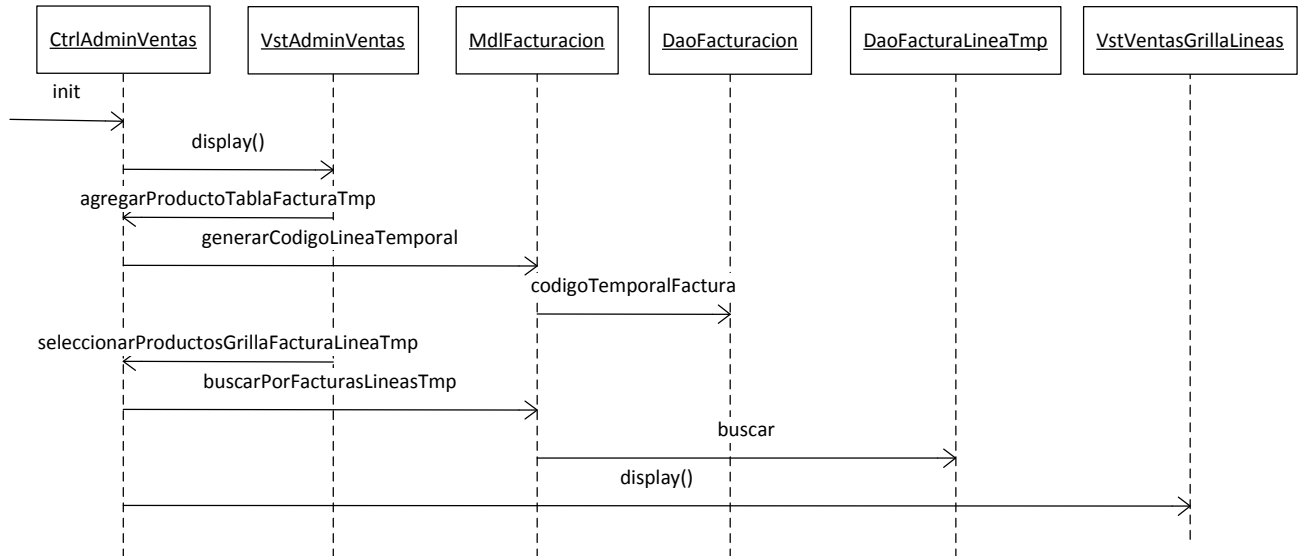 CtrlAdminVentas
VstAdminVentas
MdlFacturacion
DaoFacturacion
DaoFacturaLineaTmp
VstVentasGrillaLineas
init
display()
agregarProductoTablaFacturaTmp
generarCodigoLineaTemporal
codigoTemporalFactura
seleccionarProductosGrillaFacturaLineaTmp
buscarPorFacturasLineasTmp
buscar
display()